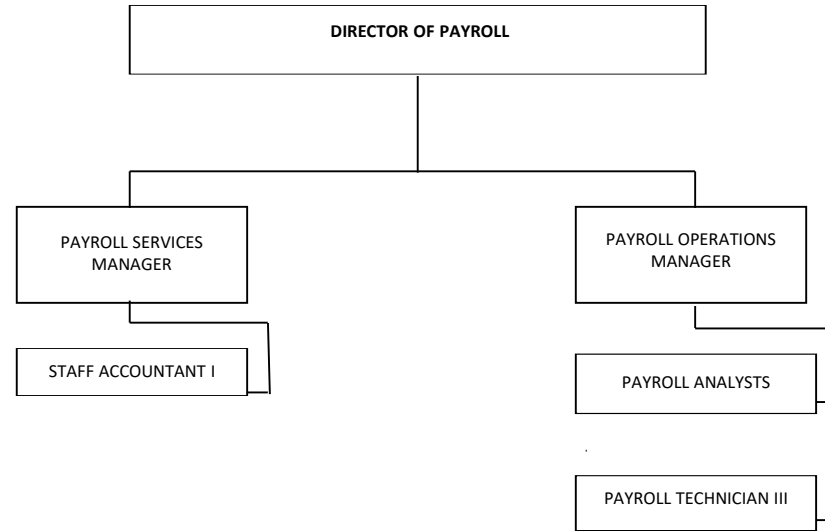 DIRECTOR OF PAYROLL
PAYROLL SERVICES
MANAGER
PAYROLL OPERATIONS
MANAGER
STAFF ACCOUNTANT I
PAYROLL ANALYSTS
PAYROLL TECHNICIAN III